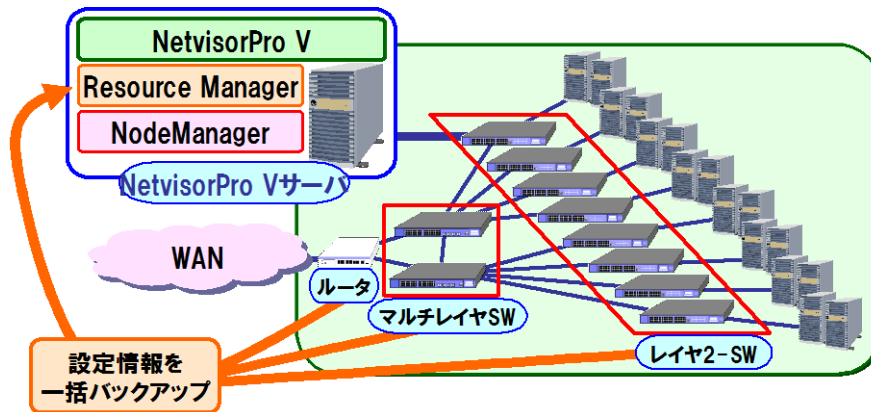 NetvisorPro V
Resource Manager
NodeManager
NetvisorPro Vサーバ
WAN
ルータ
マルチレイヤSW
レイヤ2-SW
設定情報を
一括バックアップ